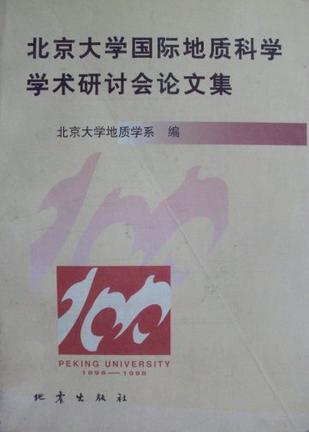 北京大学国际地质科学
学术研讨会论文集
北京大学地质学系 编
100
100
PEKING UNIVERSITY
1898—1998
地震出版社